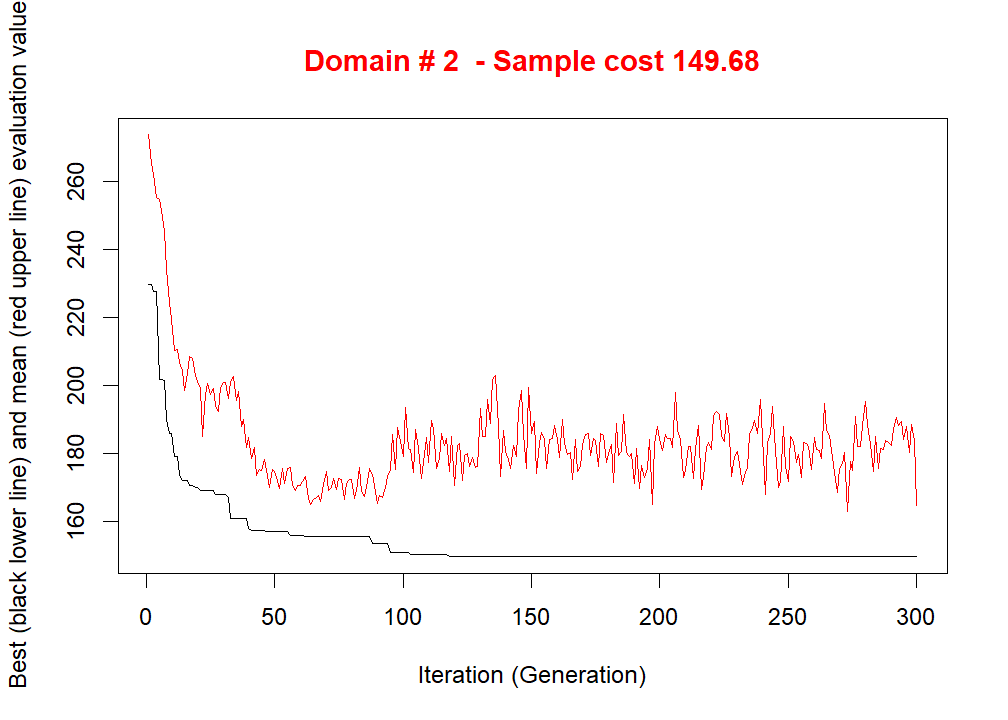 Domain # 2  - Sample cost 149.68
Best (black lower line) and mean (red upper line) evaluation value
260
240
220
200
180
160
0 50 100 150 200 250 300
Iteration (Generation)